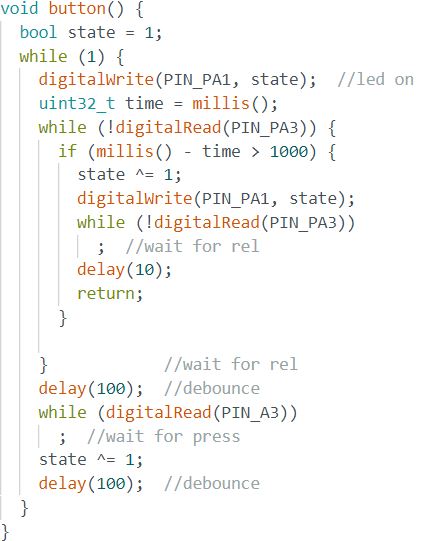 void button() {
  bool state = 1;
  while (1) {
    digitalWrite(PIN_PA1, state);  //led on
    uint32_t time = millis();
    while (!digitalRead(PIN_PA3)) {
      if (millis() - time > 1000) {
        state ^= 1;
        digitalWrite(PIN_PA1, state);
        while (!digitalRead(PIN_PA3))
          ;  //wait for rel
        delay(10);
        return;
      }

    }            //wait for rel
    delay(100);  //debounce
    while (digitalRead(PIN_A3))
      ;  //wait for press
    state ^= 1;
    delay(100);  //debounce
  }
}